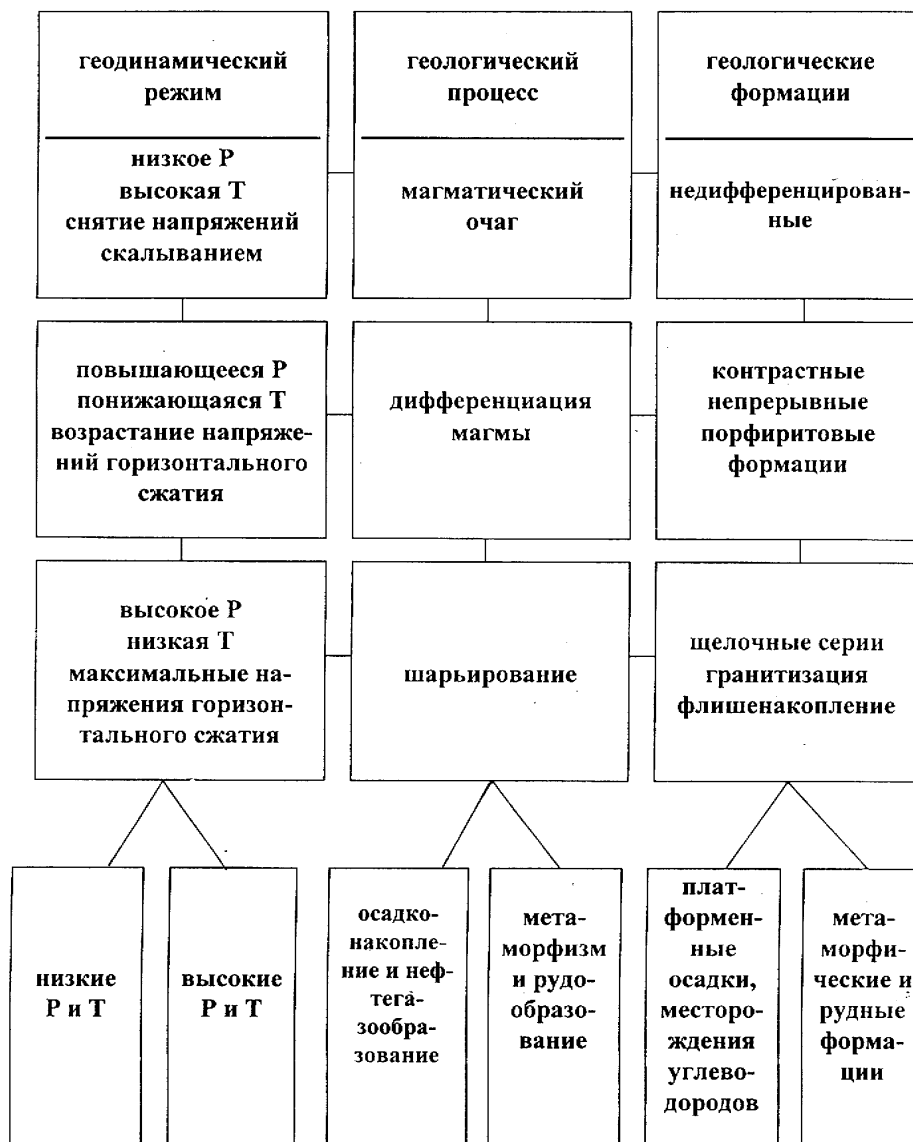 геодинамический
режим
низкое Р
высокая Т
снятие напряжений
скалыванием
геологический
процесс
магматический
очаг
геологические
формации
недифференцирован-
ные
повышающееся Р
понижающаяся Т
возрастание напряже-
ний горизонтального
сжатия
дифференциация
магмы
контрастные
непрерывные
порфиритовые
формации
высокое Р
низкая Т
максимальные на-
пряжения горизон-
тального сжатия
шарьирование
щелочные серии
гранитизация
флишенакопление
низкие
Р и Т
высокие
Р и Т
осадко-
накопле-
ние и неф-
тега-
зообра-
зование
мета-
морфизм
и рудо-
образо-
вание
плат-
формен-
ные
осадки,
месторо-
ждения
углево-
дородов
мета-
морфи-
ческие и
рудные
форма-
ции